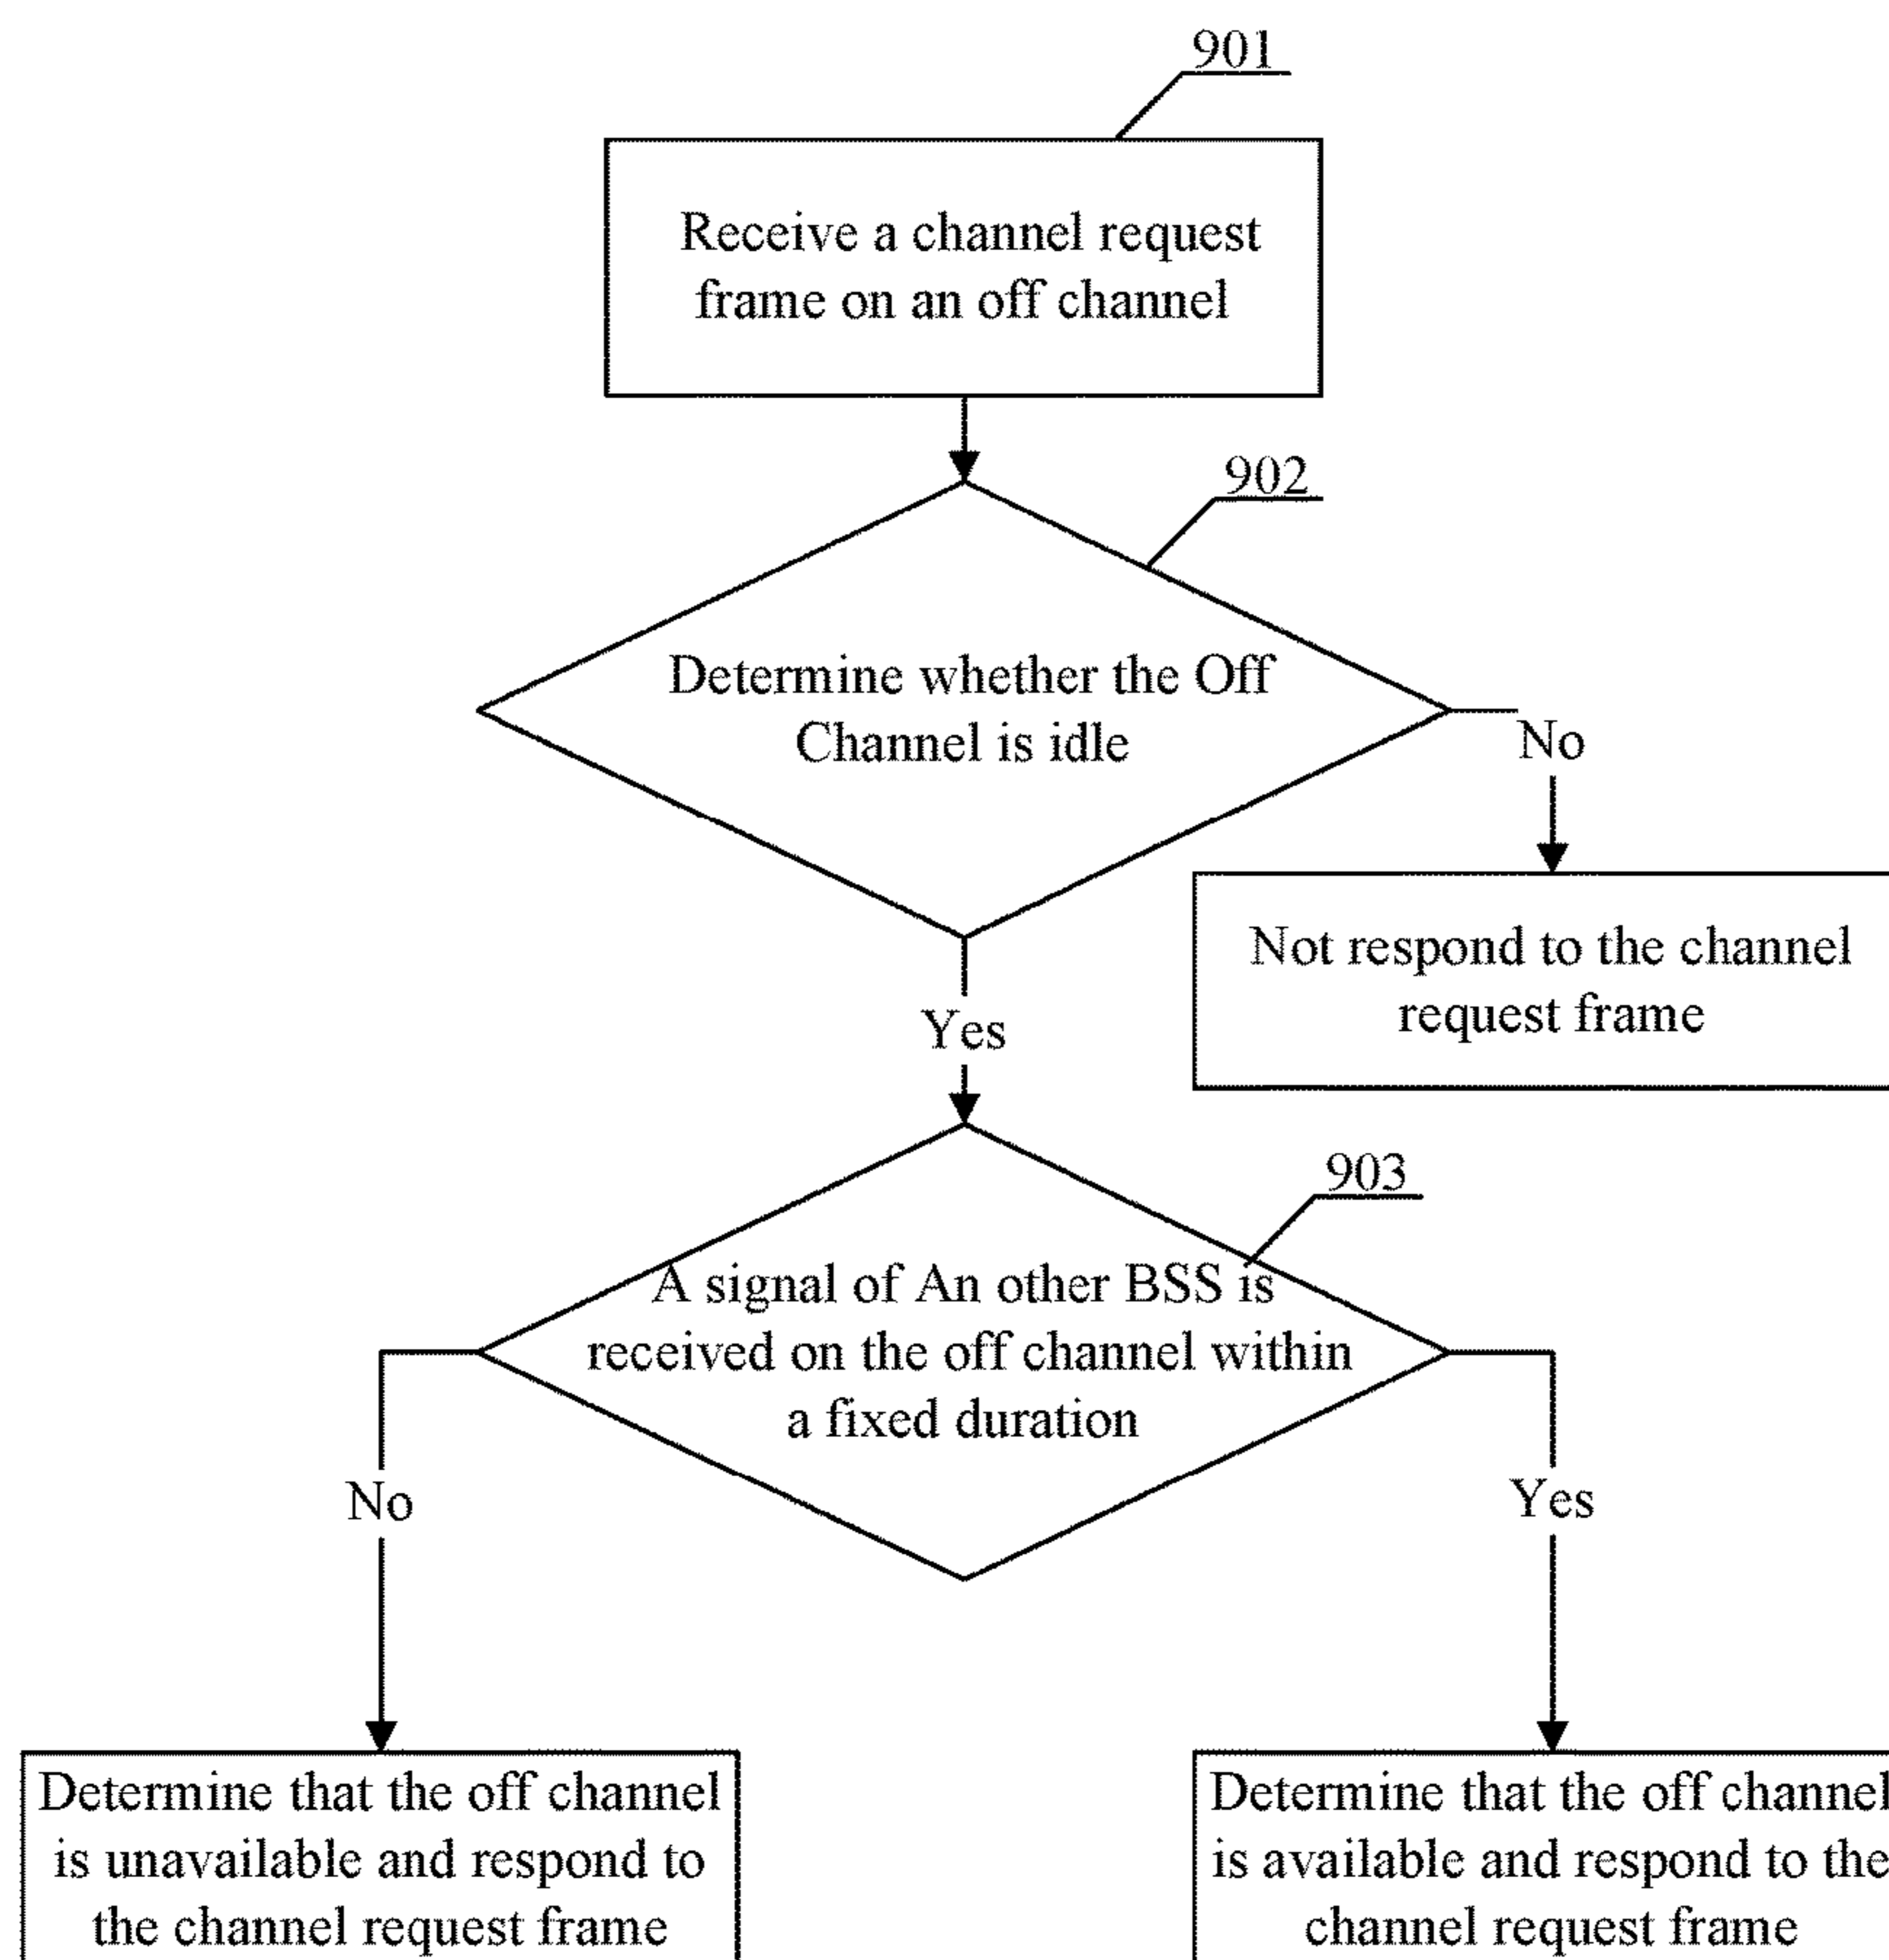 901
Receive a channel request
frame on an off channel
902
Determine whether the Off
Channel is idle
No
Not respond to the channel
request frame
Yes
903
A signal of An other BSS is
received on the off channel within
a fixed duration
No
Yes
Determine that the off channel
is unavailable and respond to
the channel request frame
Determine that the off channel
is available and respond to the
channel request frame